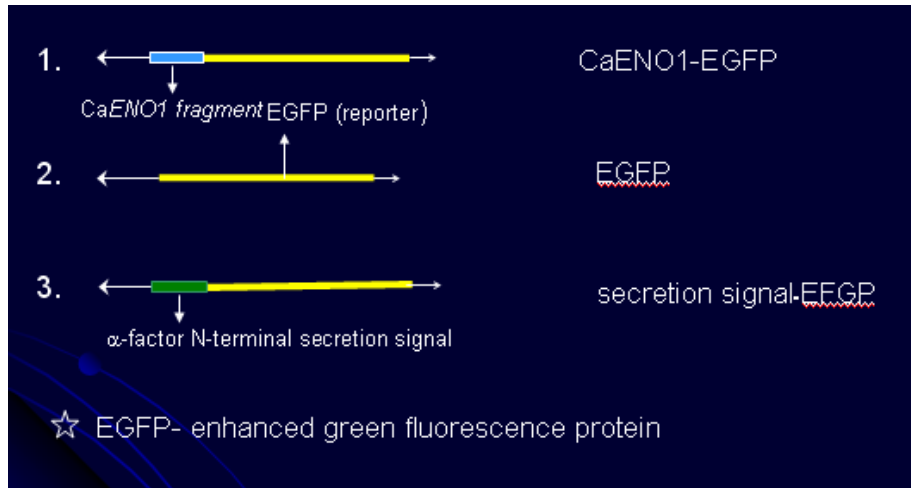 1. CaENO1-EGFP
CaENO1 fragment EGFP (reporter)
2. EGFP
3. secretion signal-EFGP
α-factor N-terminal secretion signal
☆ EGFP- enhanced green fluorescence protein